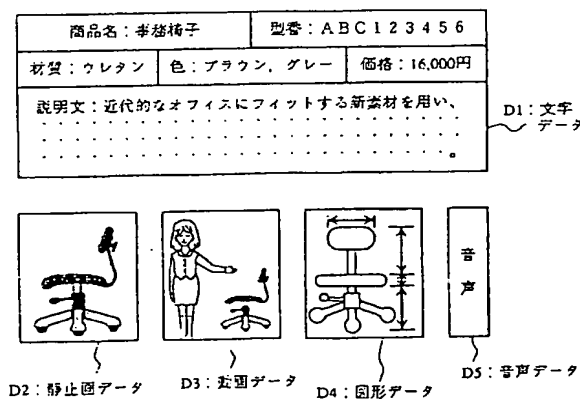 商品名：事務椅子 型番：ABC123456
材質：ウレタン 色：ブラウン，グレー 価格：16,000円
説明文：近代的なオフィスにフィットする新素材を用い、
。
D1：文字
データ
音
声
D2：静止画データ
D3：動画データ
D4：図形データ
D5：音声データ